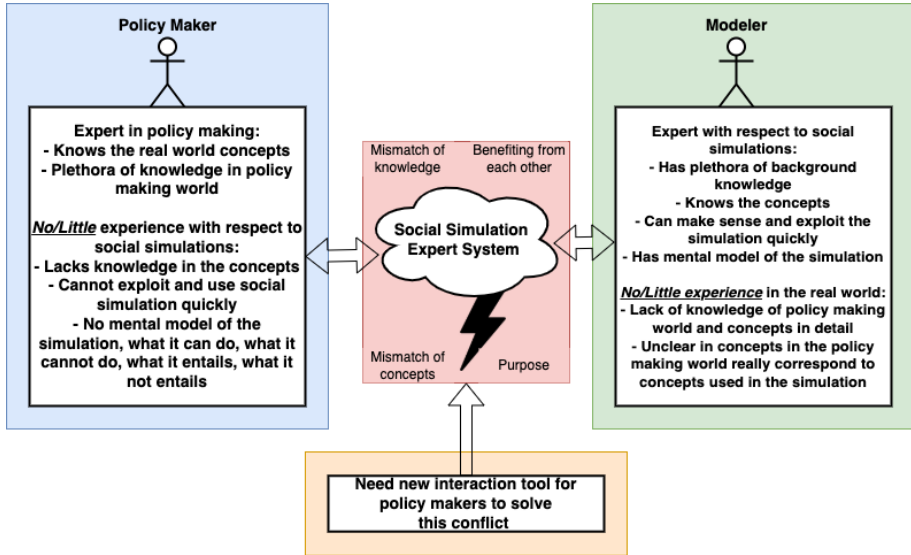 Policy Maker
Expert in policy making:
- Knows the real world concepts
- Plethora of knowledge in policy
making world
No/Little experience with respect to
social simulations:
- Lacks knowledge in the concepts
- Cannot exploit and use social
simulation quickly
- No mental model of the
simulation, what it can do, what it
cannot do, what it entails, what it
not entails
Mismatch of
knowledge
Benefiting from
each other
Social Simulation
Expert System
Mismatch of
concepts
Purpose
Modeler
Expert with respect to social
simulations:
- Has plethora of background
knowledge
- Knows the concepts
- Can make sense and exploit the
simulation quickly
- Has mental model of the simulation
No/Little experience in the real world:
- Lack of knowledge of policy making
world and concepts in detail
- Unclear in concepts in the policy
making world really correspond to
concepts used in the simulation
Need new interaction tool for
policy makers to solve
this conflict